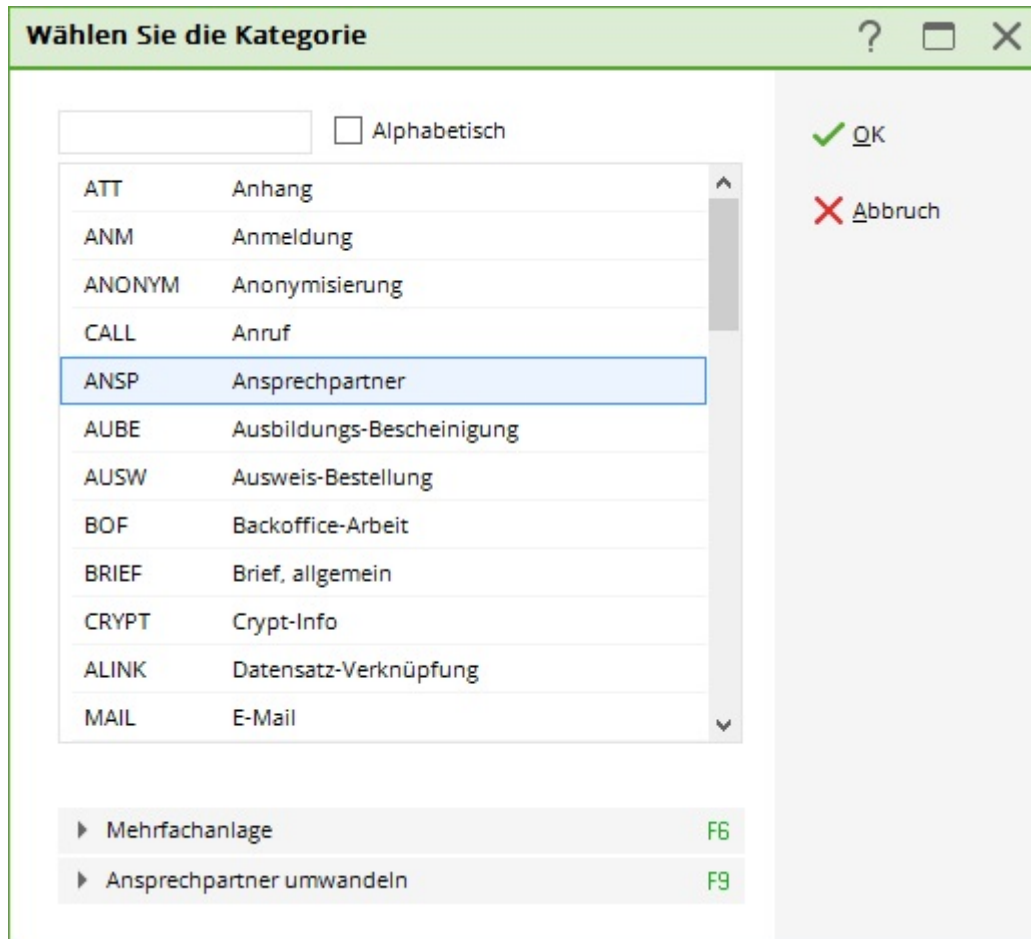 Wählen Sie die Kategorie
Alphabetisch
OK
Abbruch
ATT Anhang
ANM Anmeldung
ANONYM Anonymisierung
CALL Anruf
ANSP Ansprechpartner
AUBE Ausbildungs-Bescheinigung
AUSW Ausweis-Bestellung
BOF Backoffice-Arbeit
BRIEF Brief, allgemein
CRYPT Crypt-Info
ALINK Datensatz-Verknüpfung
MAIL E-Mail
Mehrfachanlage F6
Ansprechpartner umwandeln F9